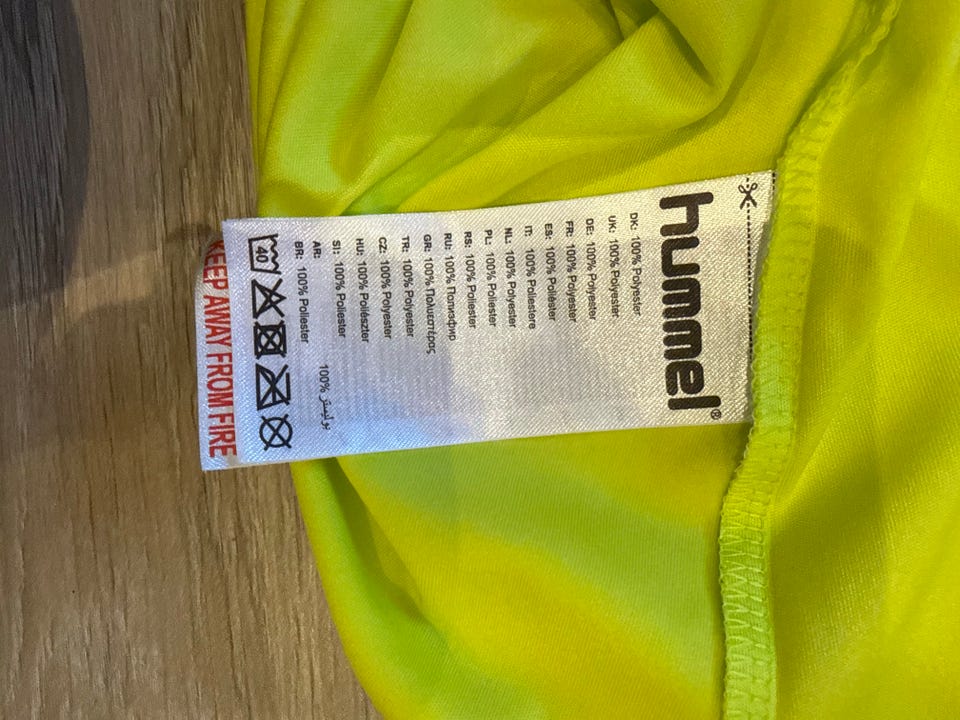 hummel®
DK: 100% Polyester
UK: 100% Polyester
DE: 100% Polyester
FR: 100% Polyester
ES: 100% Poliéster
IT: 100% Poliestere
NL: 100% Polyester
PL: 100% Poliester
RS: 100% Poliester
RU: 100% Полиэфир
GR: 100% Πολυεστέρας
TR: 100% Polyester
CZ: 100% Polyester
HU: 100% Poliészter
SI: 100% Poliester
AR: 100% بوليستر
BR: 100% Poliester
40
KEEP AWAY FROM FIRE